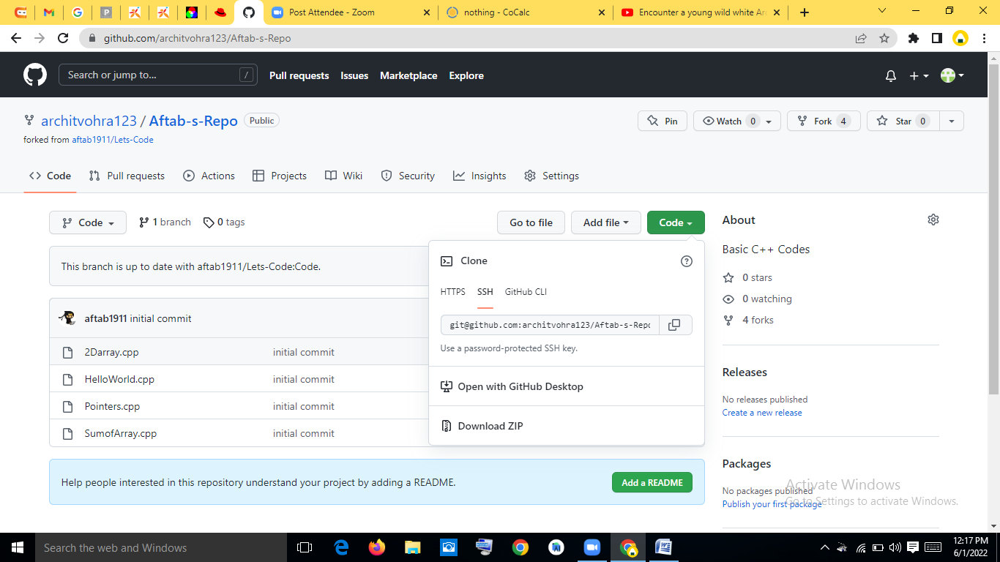 Post Attendee - Zoom
nothing - CoCalc
Encounter a young wild white
github.com/architvohra123/Aftab-s-Repo
Search or jump to...
/
Pull requests Issues Marketplace Explore
architvohra123 / Aftab-s-Repo Public
Pin Watch 0 Fork 4 Star 0
forked from aftab1911/Lets-Code
Code Pull requests Actions Projects Wiki Security Insights Settings
Code 1 branch 0 tags Go to file Add file Code
This branch is up to date with aftab1911/Lets-Code:Code.
aftab1911 initial commit
2Darray.cpp initial commit
HelloWorld.cpp initial commit
Pointers.cpp initial commit
SumofArray.cpp initial commit
Clone
HTTPS SSH GitHub CLI
git@github.com:architvohra123/Aftab-s-Repo
Use a password-protected SSH key.
Open with GitHub Desktop
Download ZIP
Help people interested in this repository understand your project by adding a README. Add a README
About
Basic C++ Codes
0 stars
0 watching
4 forks
Releases
No releases published
Create a new release
Packages
No packages published
Publish your first package
Activate Windows
Go to Settings to activate Windows.
Search the web and Windows
12:17 PM
6/1/2022